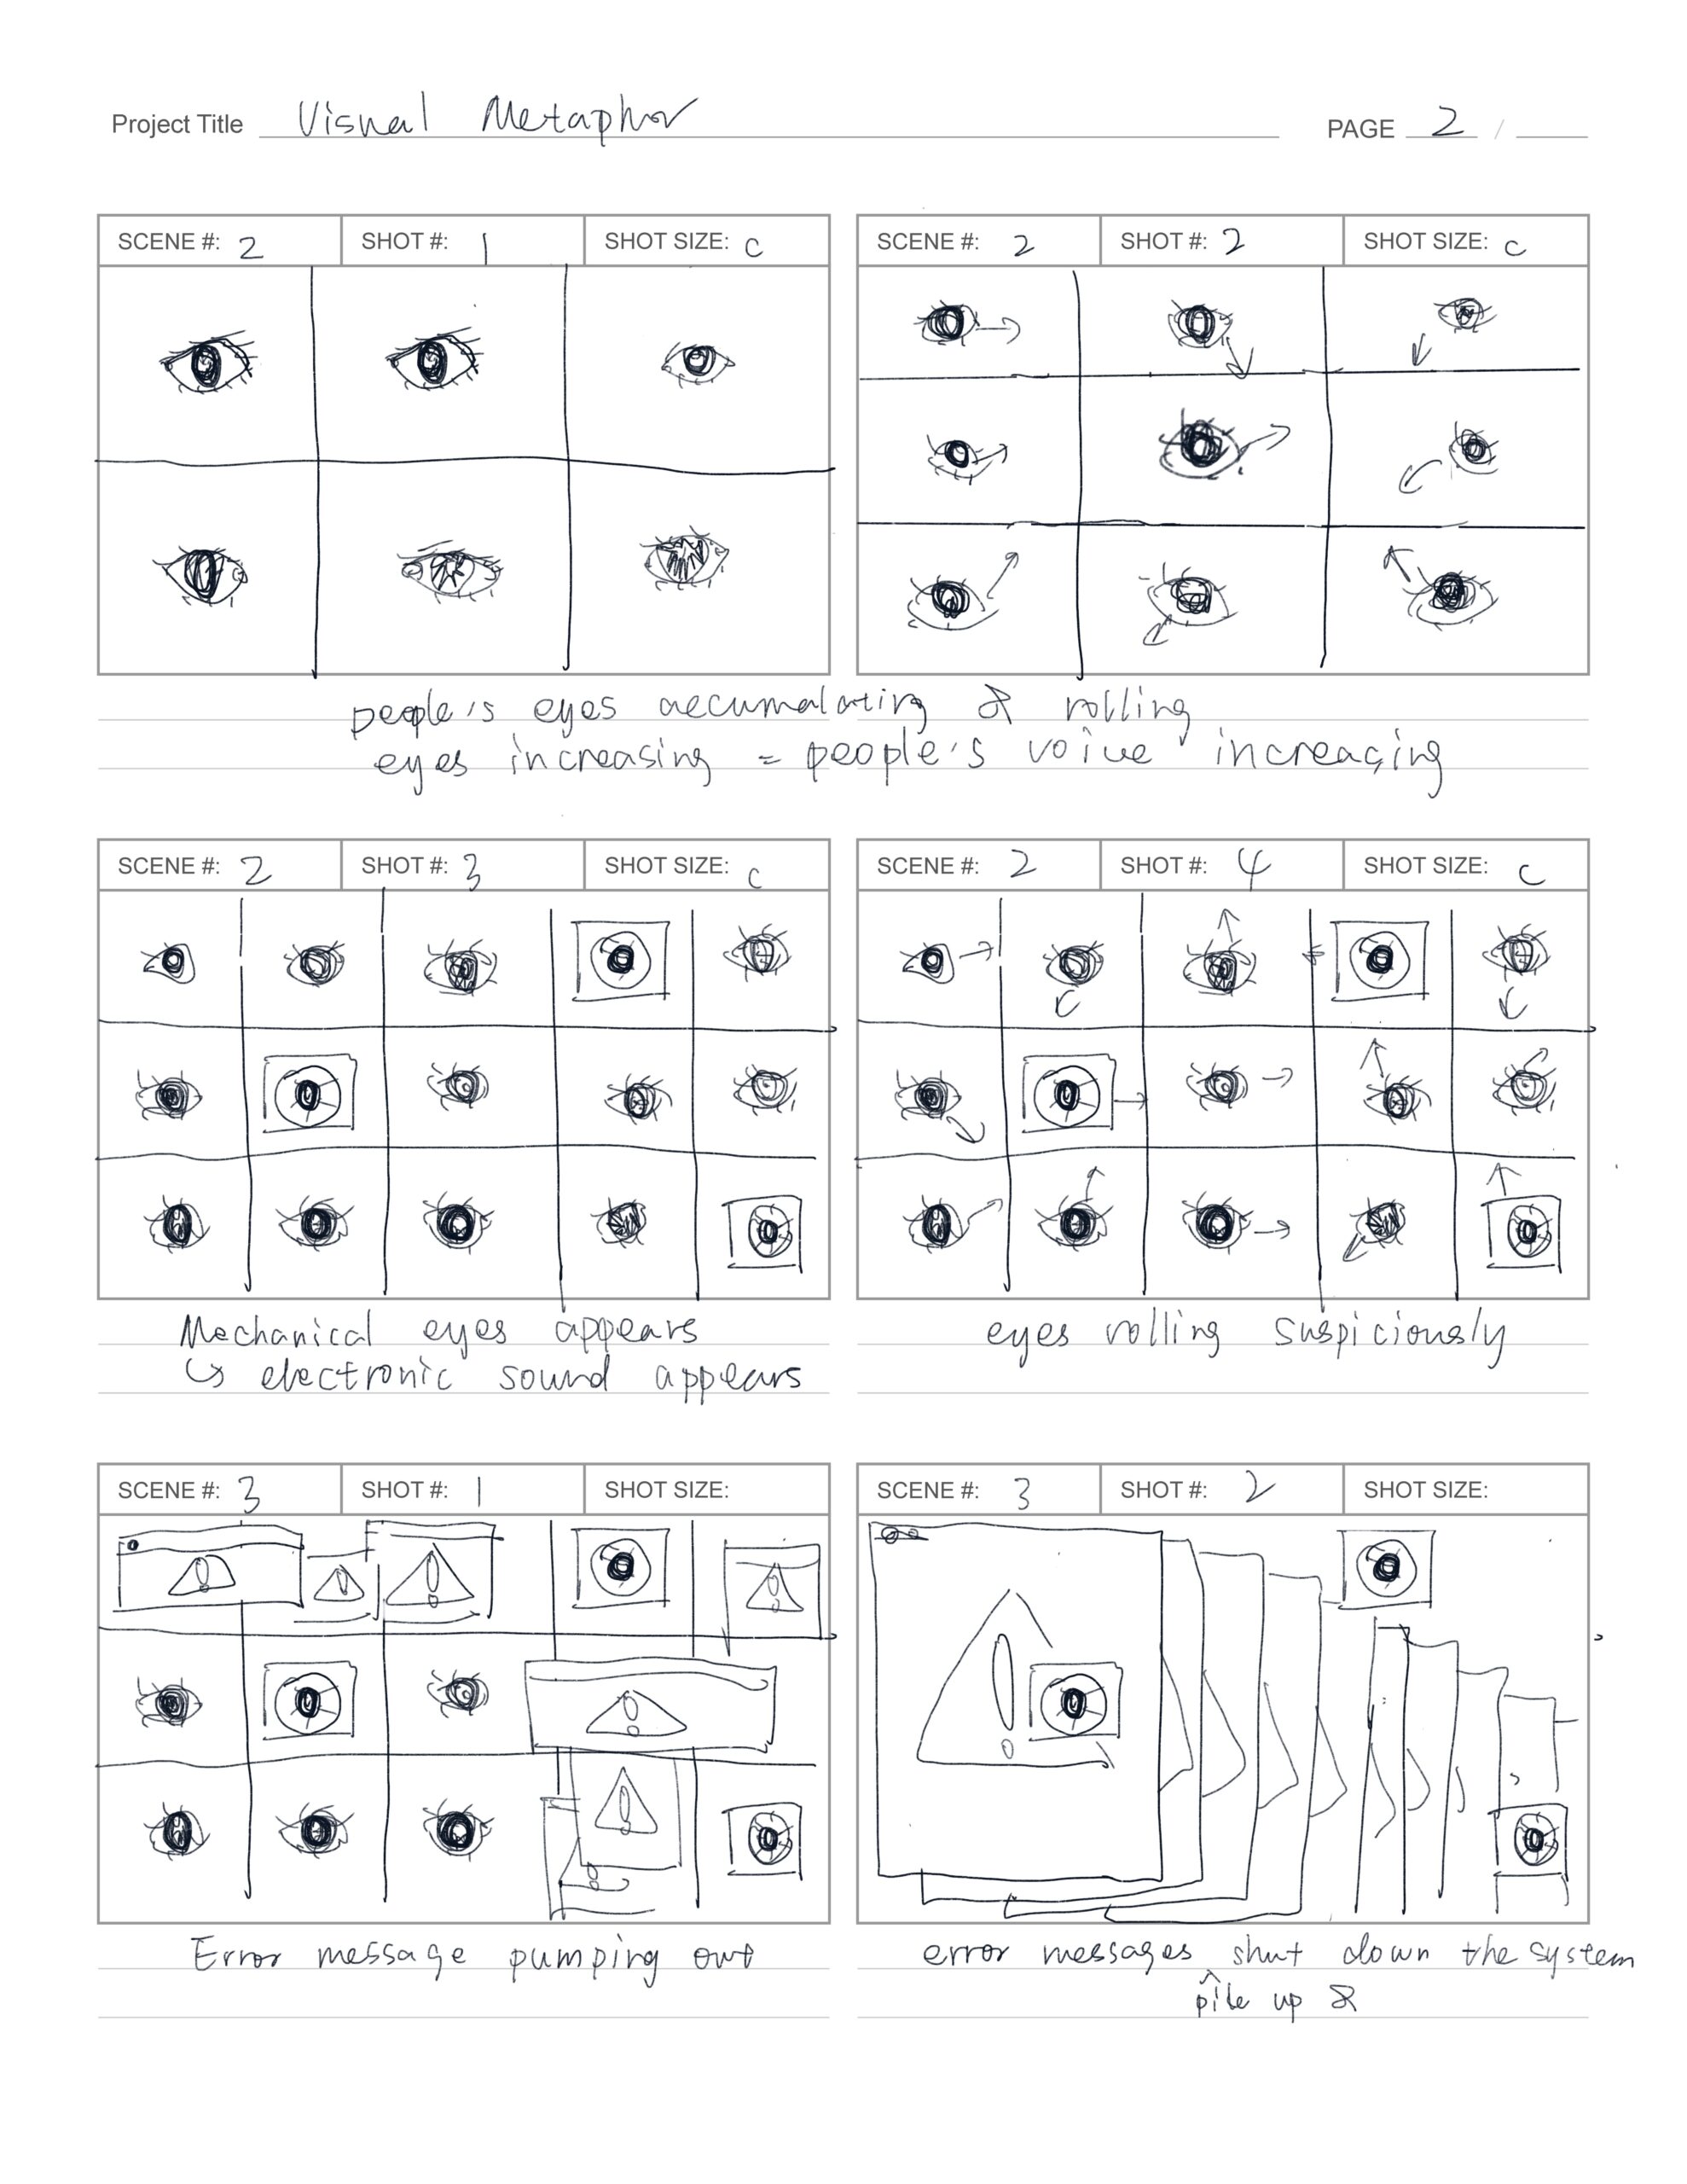 Project Title Visual Metaphor PAGE 2 /
SCENE #: 2 SHOT #: 1 SHOT SIZE: C
SCENE #: 2 SHOT #: 2 SHOT SIZE: C
people's eyes accumalating & rolling
eyes increasing = people's voive increaçing
SCENE #: 2 SHOT #: 3 SHOT SIZE: C
SCENE #: 2 SHOT #: 4 SHOT SIZE: C
Mechanical eyes appears
↳ electronic sound appears
eyes rolling suspiciously
SCENE #: 3 SHOT #: 1 SHOT SIZE:
SCENE #: 3 SHOT #: 2 SHOT SIZE:
Error message pumping out
error messages shut down the system
^
pile up &